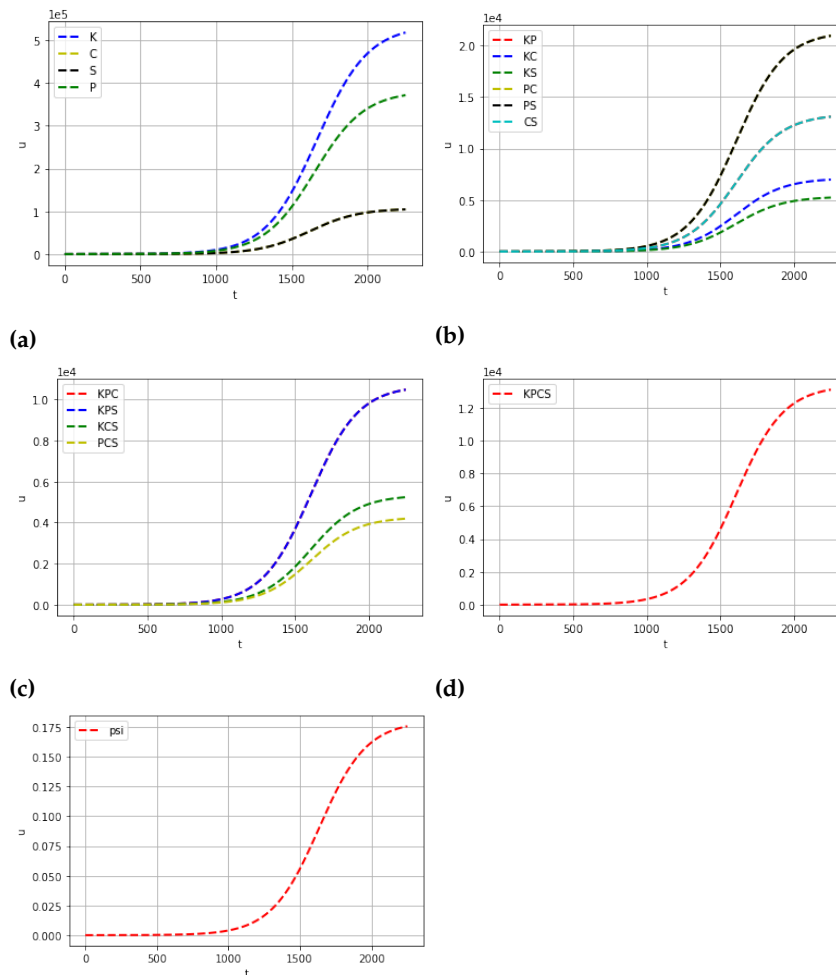 1e5
K
C
S
P
5
4
3
2
1
0
u
0 500 1000 1500 2000
t
(a)
1e4
KP
KC
KS
PC
PS
CS
2.0
1.5
1.0
0.5
0.0
u
0 500 1000 1500 2000
t
(b)
1e4
KPC
KPS
KCS
PCS
1.0
0.8
0.6
0.4
0.2
0.0
u
0 500 1000 1500 2000
t
(c)
1e4
KPCS
1.2
1.0
0.8
0.6
0.4
0.2
0.0
u
0 500 1000 1500 2000
t
(d)
psi
0.175
0.150
0.125
0.100
0.075
0.050
0.025
0.000
u
0 500 1000 1500 2000
t